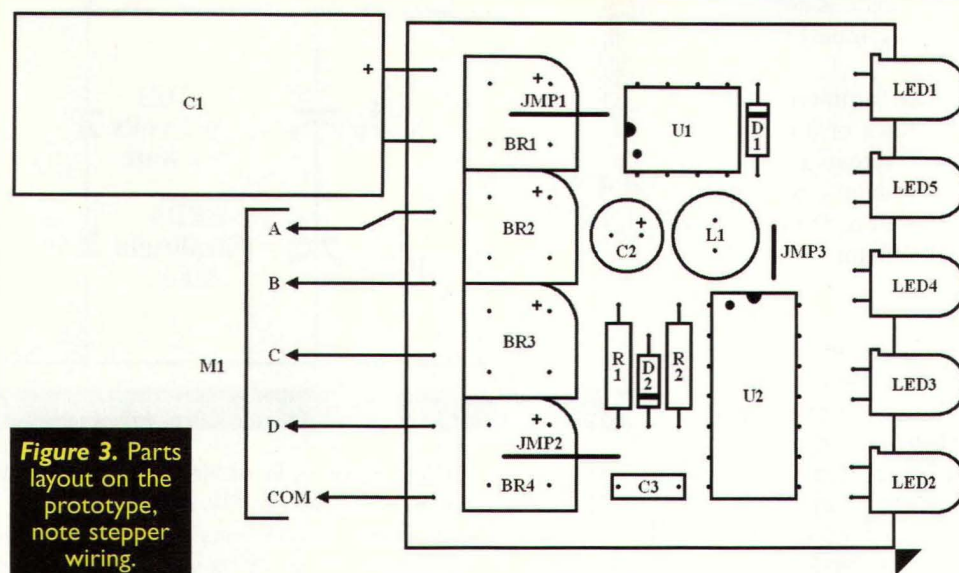 C1
+
A
B
C
D
COM
M1
+
JMP1
BR1
BR2
+
BR3
+
JMP2
BR4
U1
D
1
+
C2
L1
JMP3
R
1
D
2
R
2
U2
C3
LED1
LED5
LED4
LED3
LED2
Figure 3. Parts
layout on the
prototype,
note stepper
wiring.